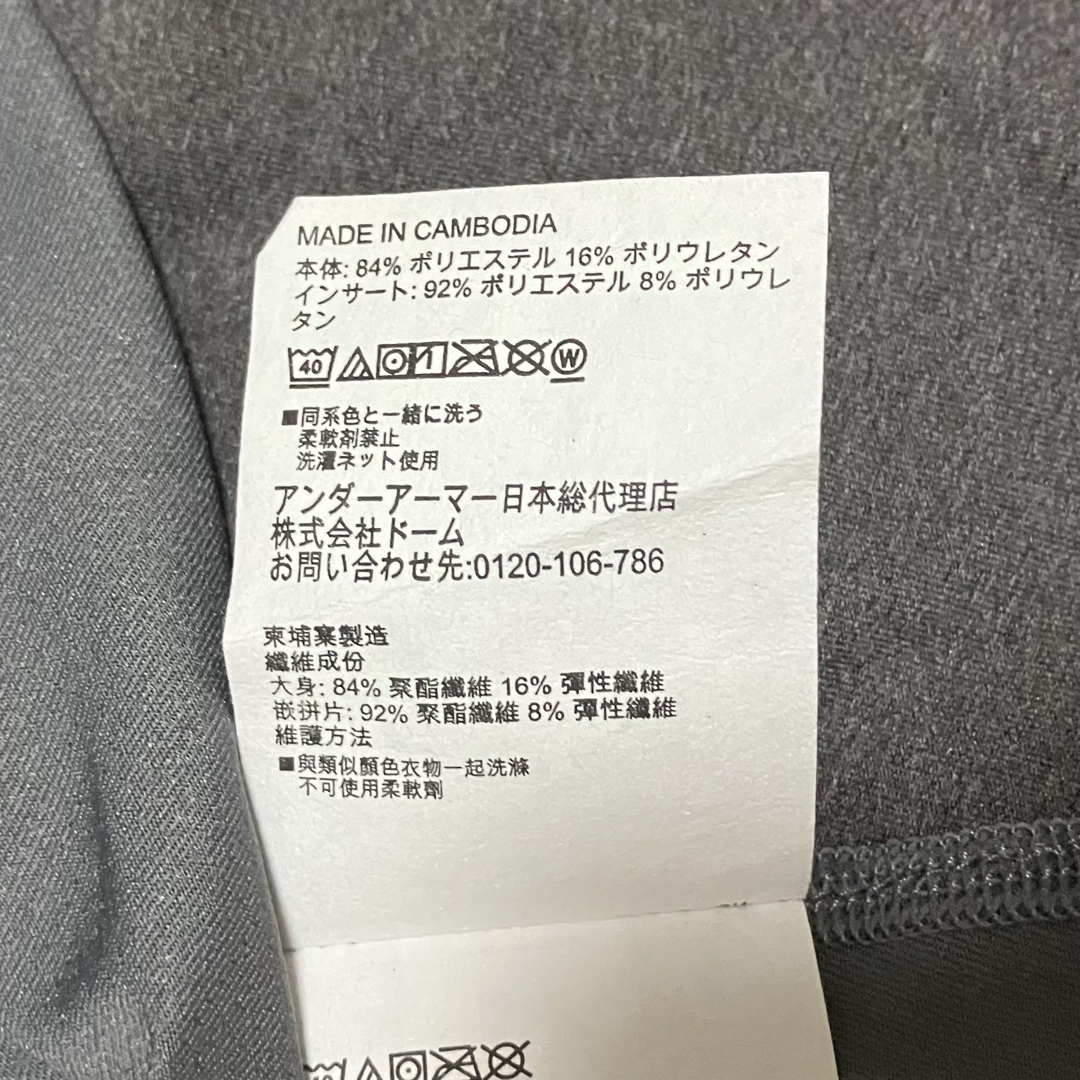 MADE IN CAMBODIA
本体: 84% ポリエステル 16% ポリウレタン
インサート: 92% ポリエステル 8% ポリウレ
タン
40 W
■同系色と一緒に洗う
柔軟剤禁止
洗濯ネット使用
アンダーアーマー日本総代理店
株式会社ドーム
お問い合わせ先:0120-106-786
柬埔寨製造
纖維成份
大身: 84% 聚酯纖維 16% 彈性纖維
嵌拼片: 92% 聚酯纖維 8% 彈性纖維
維護方法
■與類似顏色衣物一起洗滌
不可使用柔軟劑